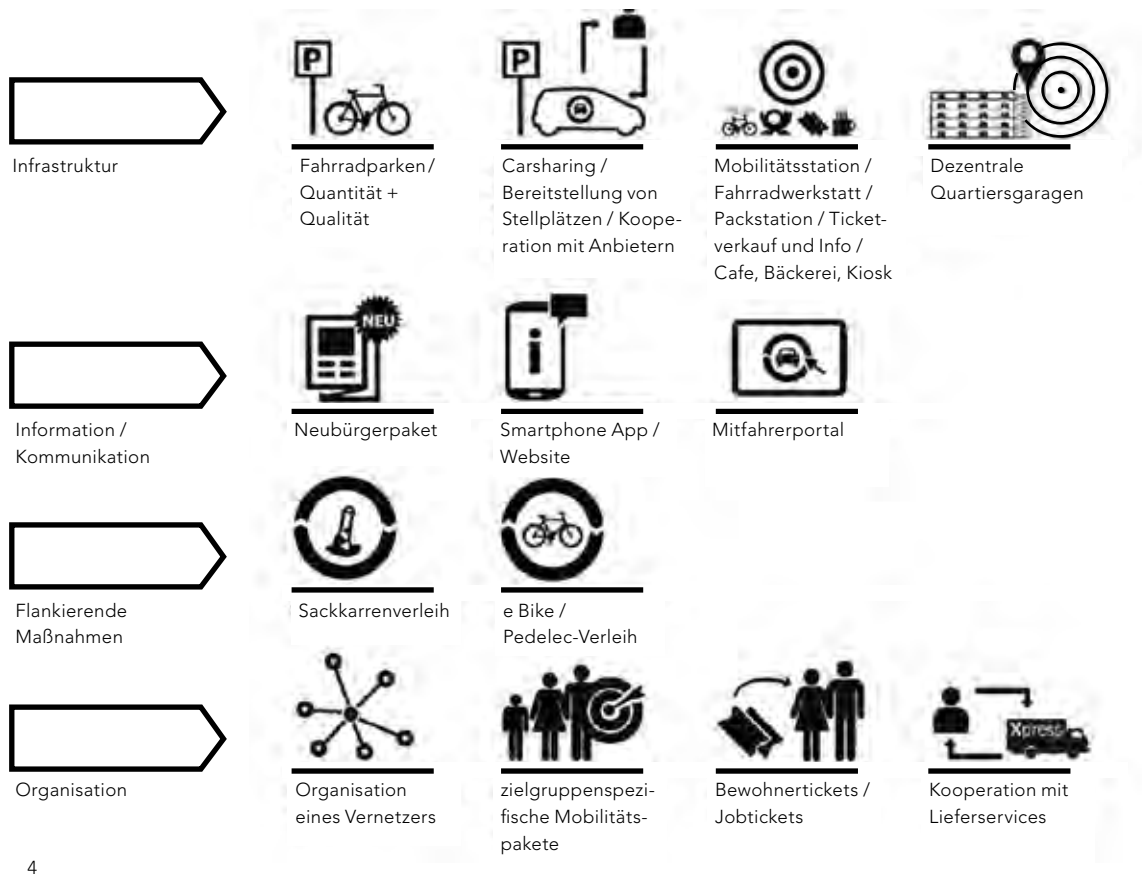 P
P
Infrastruktur
Fahrradparken /
Quantität +
Qualität
Carsharing /
Bereitstellung von
Stellplätzen / Koope-
ration mit Anbietern
Mobilitätsstation /
Fahrradwerkstatt /
Packstation / Ticket-
verkauf und Info /
Cafe, Bäckerei, Kiosk
Dezentrale
Quartiersgaragen
NEU
i
Information /
Kommunikation
Neubürgerpaket
Smartphone App /
Website
Mitfahrerportal
Flankierende
Maßnahmen
Sackkarrenverleih
e Bike /
Pedelec-Verleih
Xpress
Organisation
Organisation
eines Vernetzers
zielgruppenspezi-
fische Mobilitäts-
pakete
Bewohnertickets /
Jobtickets
Kooperation mit
Lieferservices
4